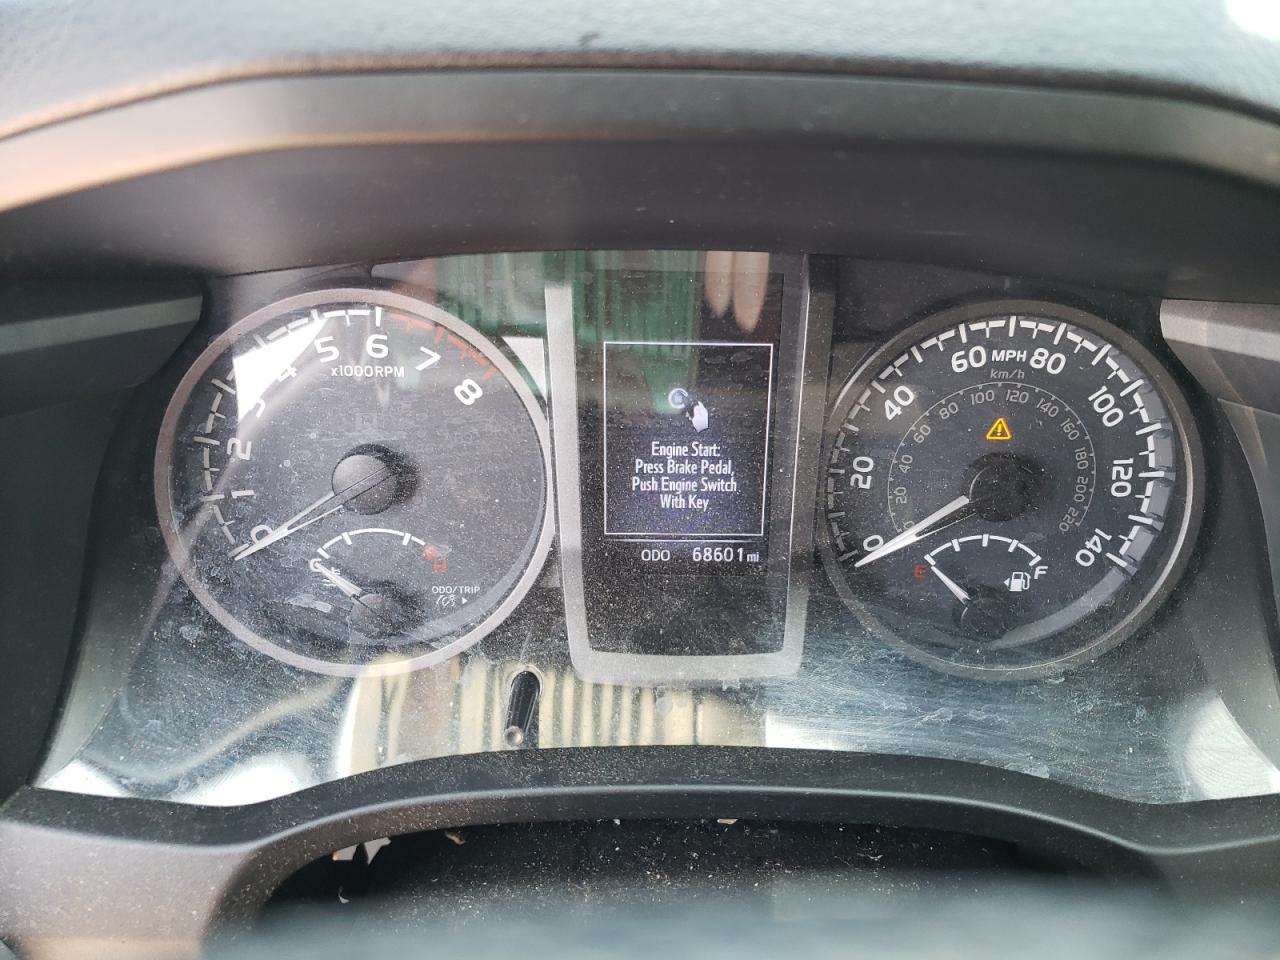 0 1 2 3 4 5 6 7 8
x1000RPM
C H
ODO/TRIP
Engine Start:
Press Brake Pedal,
Push Engine Switch
With Key
ODO 68601 mi
0 20 40 60 80 100 120 140
MPH
km/h
0 20 40 60 80 100 120 140 160 180 200 220
E F